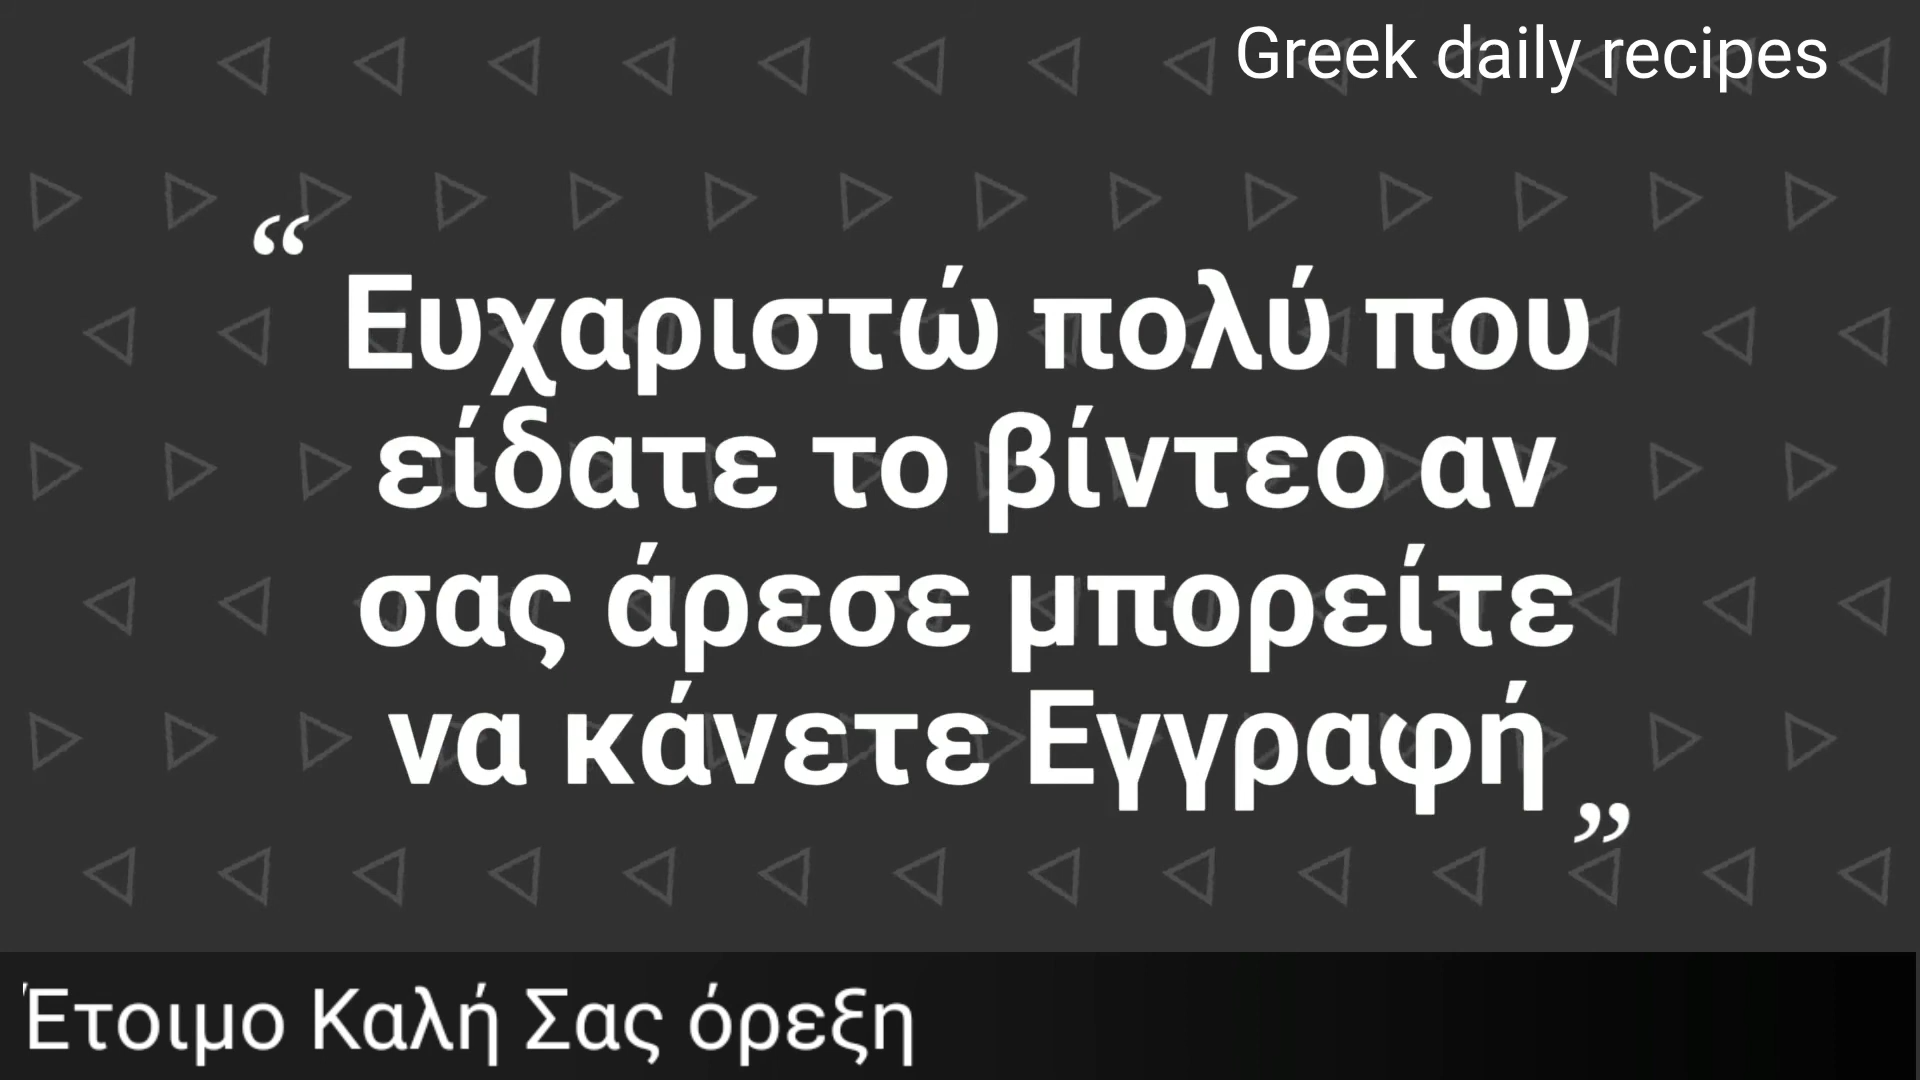 Greek daily recipes
“
Ευχαριστώ πολύ που
είδατε το βίντεο αν
σας άρεσε μπορείτε
να κάνετε Εγγραφή
”
Έτοιμο Καλή Σας όρεξη